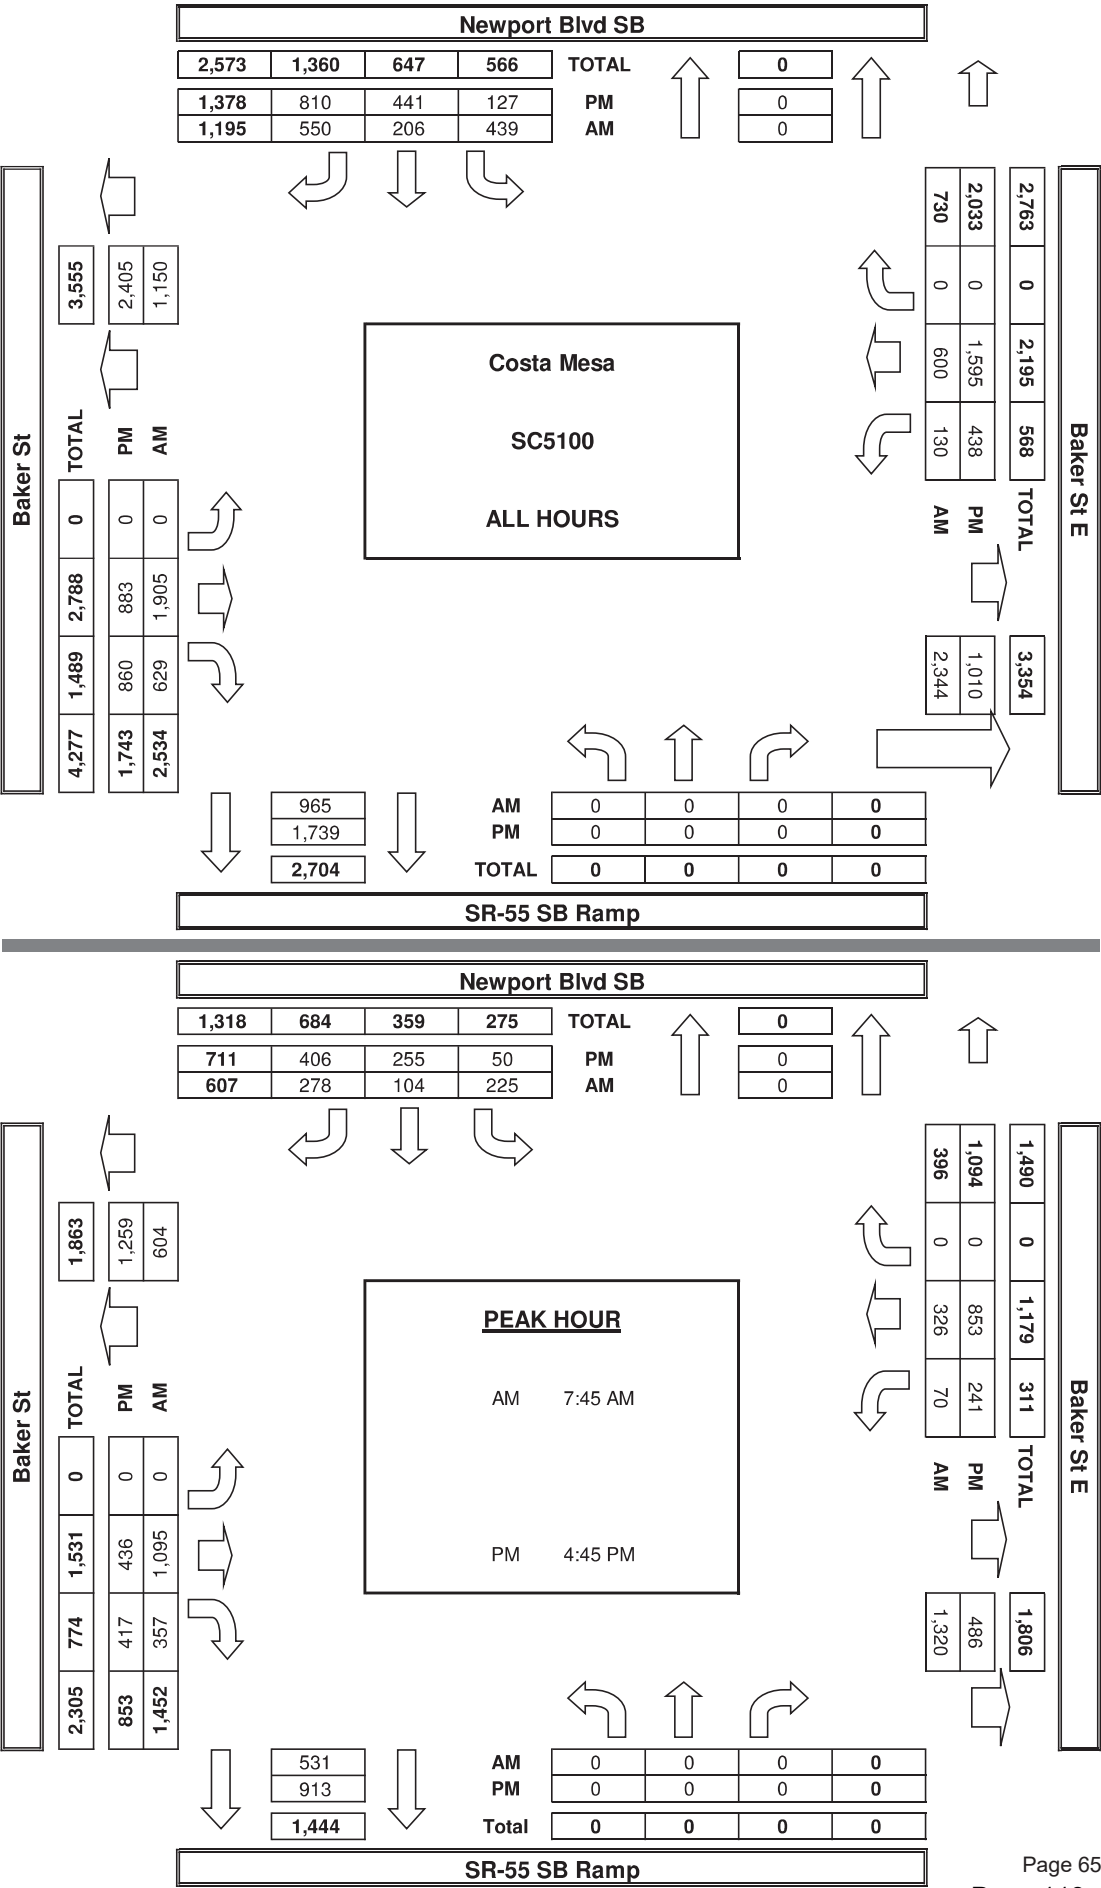 Newport Blvd SB
2,573 1,360 647 566 TOTAL 0
1,378 810 441 127 PM 0
1,195 550 206 439 AM 0
Baker St
3,555 2,405 1,150
TOTAL PM AM
0 0 0
2,788 883 1,905
1,489 860 629
4,277 1,743 2,534
Costa Mesa
SC5100
ALL HOURS
730 2,033 2,763
0 0 0
600 1,595 2,195
130 438 568
AM PM TOTAL
2,344 1,010 3,354
Baker St E
965 AM 0 0 0 0
1,739 PM 0 0 0 0
2,704 TOTAL 0 0 0 0
SR-55 SB Ramp
Newport Blvd SB
1,318 684 359 275 TOTAL 0
711 406 255 50 PM 0
607 278 104 225 AM 0
Baker St
1,863 1,259 604
TOTAL PM AM
0 0 0
1,531 436 1,095
774 417 357
2,305 853 1,452
PEAK HOUR
AM 7:45 AM
PM 4:45 PM
396 1,094 1,490
0 0 0
326 853 1,179
70 241 311
AM PM TOTAL
1,320 486 1,806
Baker St E
531 AM 0 0 0 0
913 PM 0 0 0 0
1,444 Total 0 0 0 0
SR-55 SB Ramp
Page 65